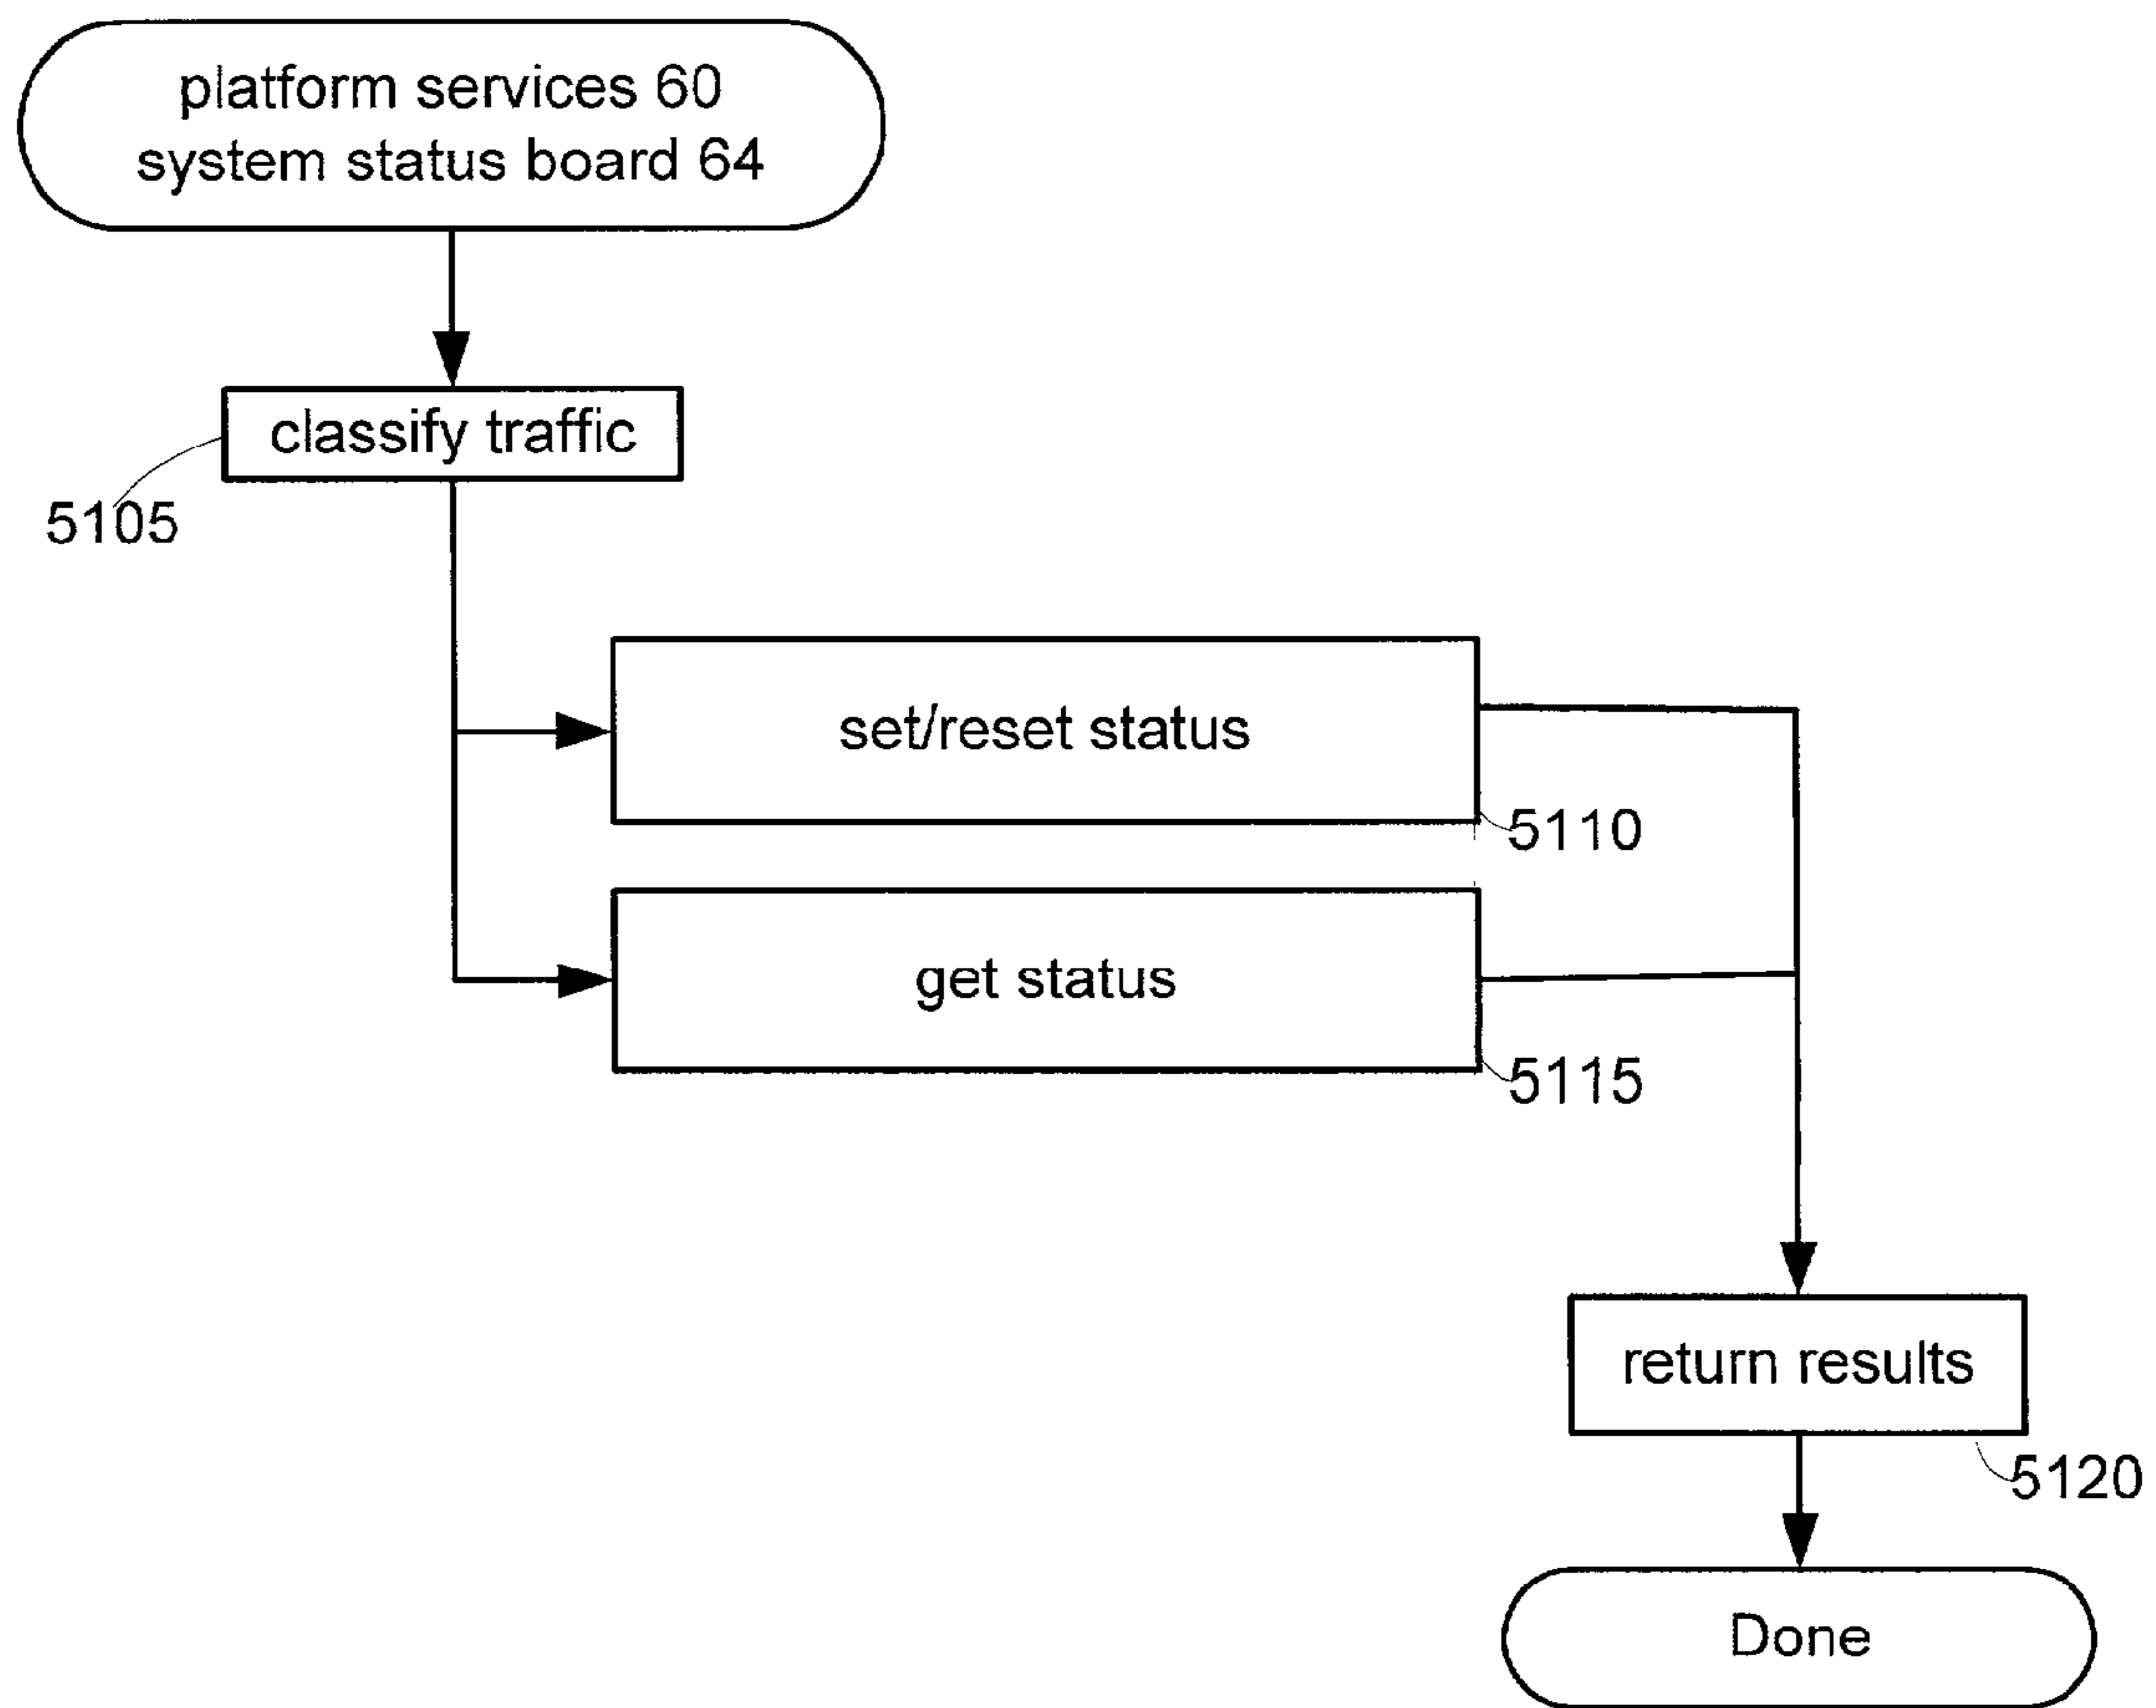 platform services 60
system status board 64
classify traffic
5105
set/reset status
5110
get status
5115
return results
5120
Done